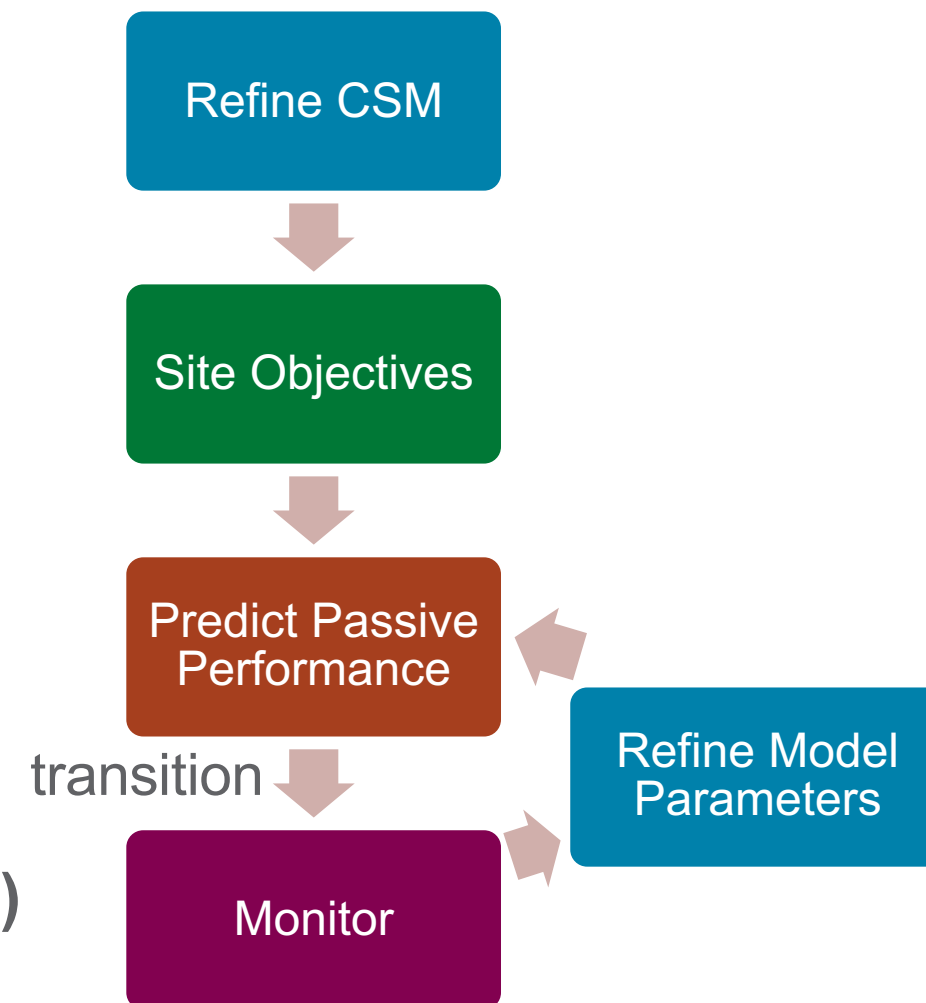 Refine CSM
Site Objectives
Predict Passive
Performance
transition
Refine Model
Parameters
)
Monitor